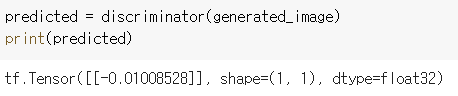 predicted = discriminator(generated_image)
print(predicted)
tf.Tensor([[-0.01008528]], shape=(1, 1), dtype=float32)